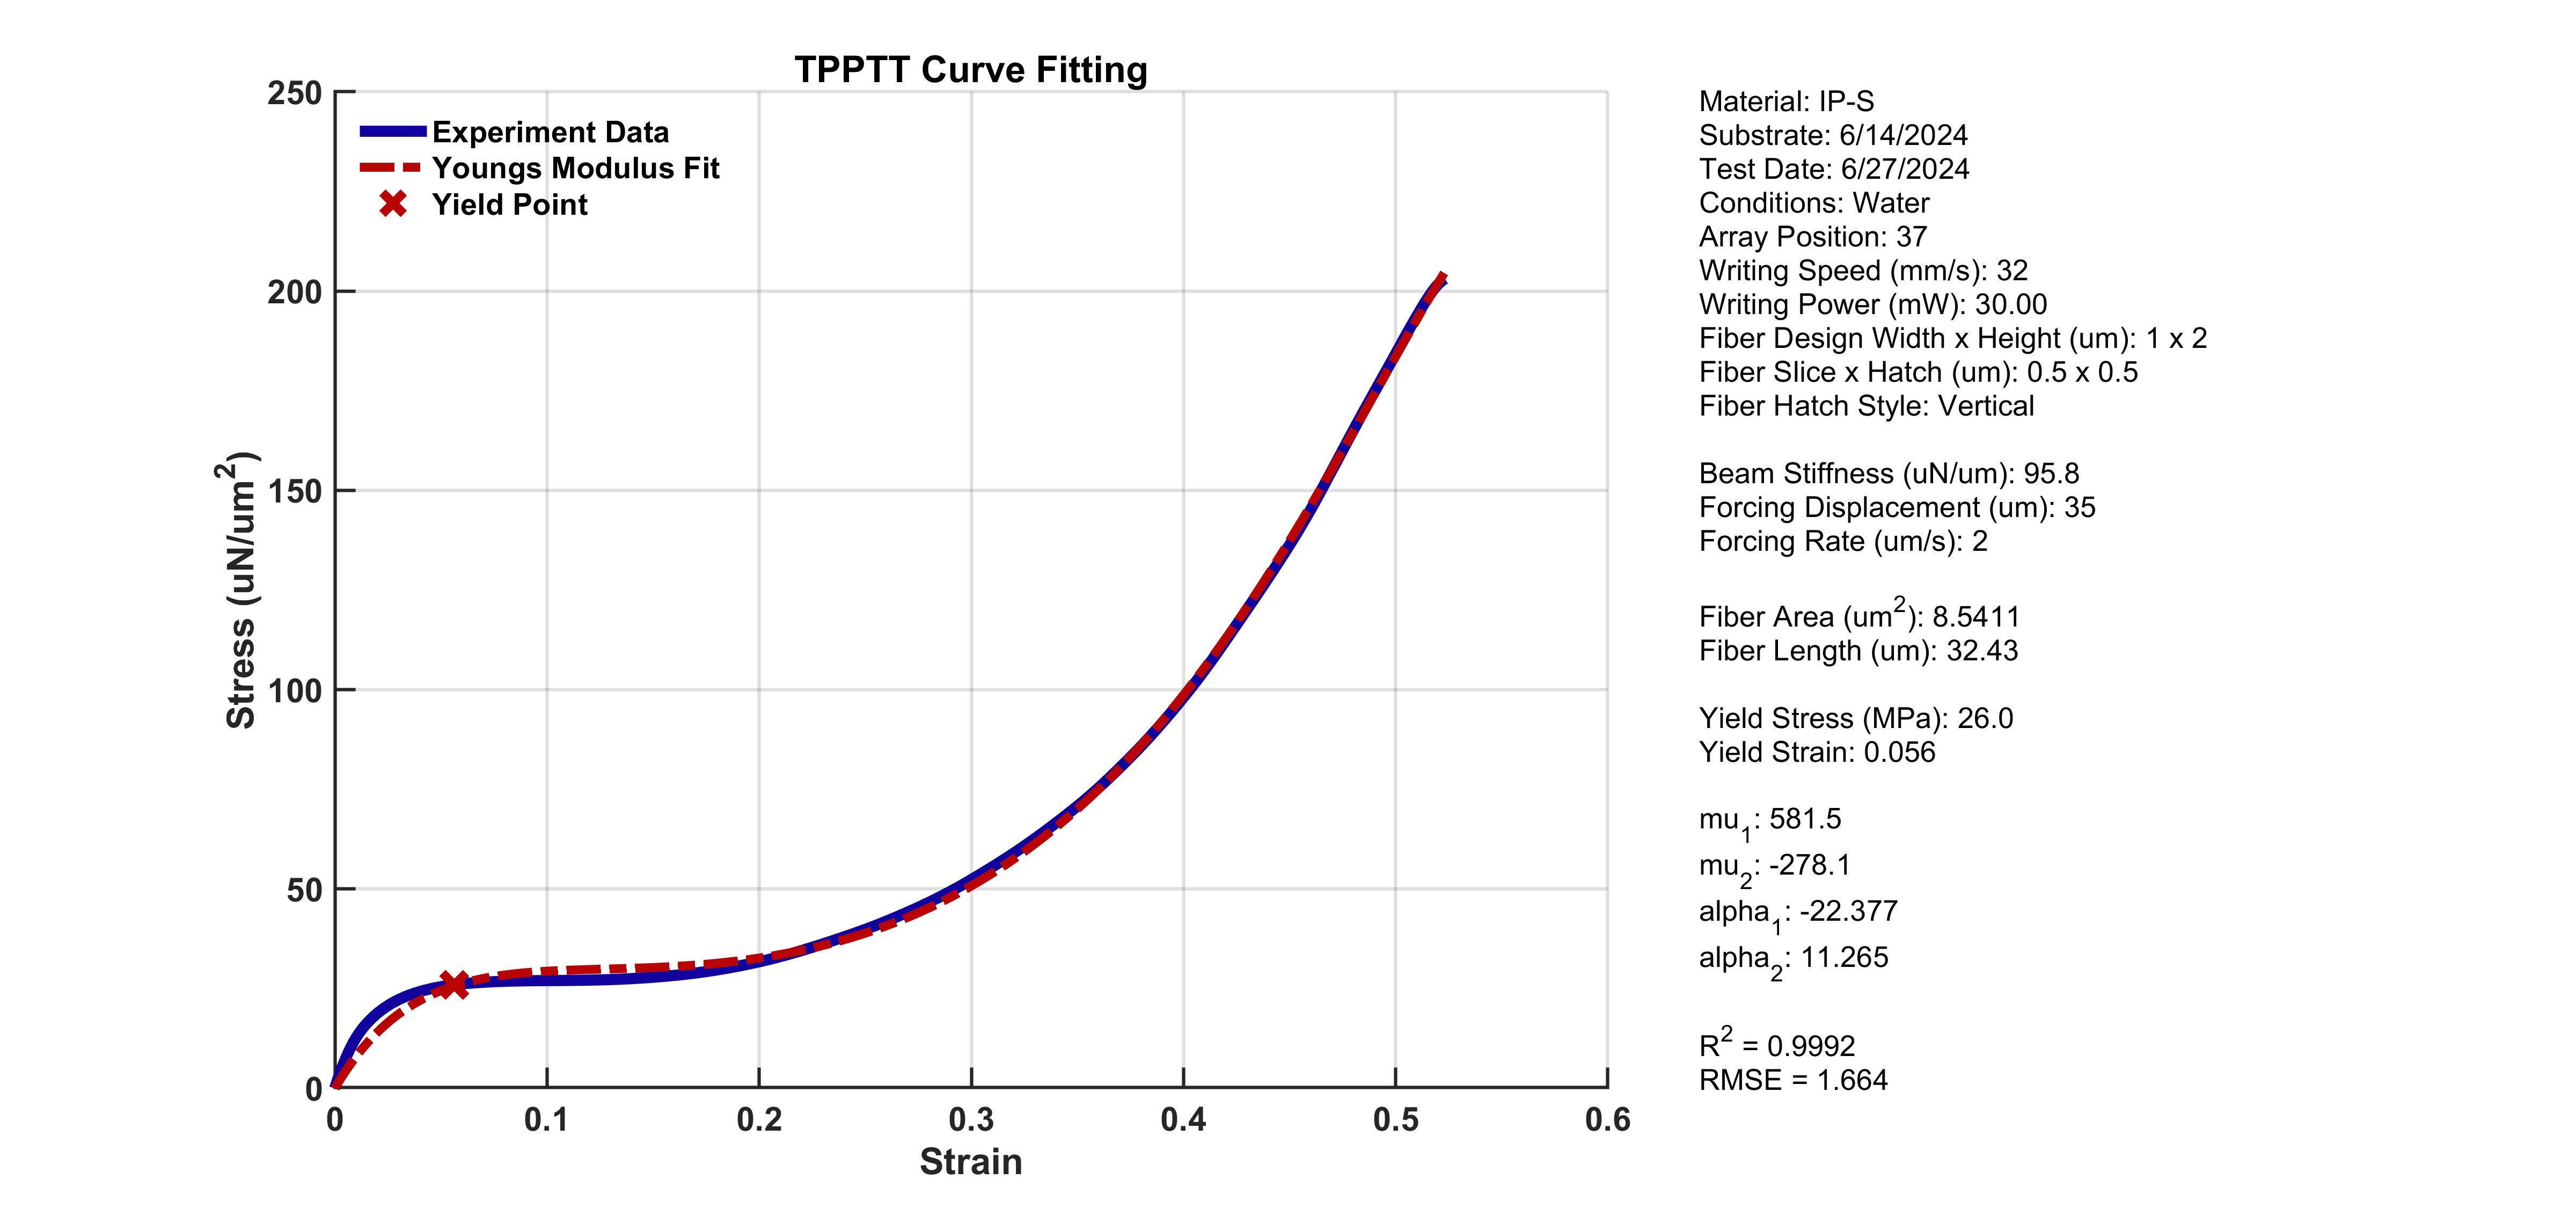 TPPTT Curve Fitting
250
200
150
100
50
0
Stress (uN/um²)
Experiment Data
Youngs Modulus Fit
Yield Point
0 0.1 0.2 0.3 0.4 0.5 0.6
Strain
Material: IP-S
Substrate: 6/14/2024
Test Date: 6/27/2024
Conditions: Water
Array Position: 37
Writing Speed (mm/s): 32
Writing Power (mW): 30.00
Fiber Design Width x Height (um): 1 x 2
Fiber Slice x Hatch (um): 0.5 x 0.5
Fiber Hatch Style: Vertical
Beam Stiffness (uN/um): 95.8
Forcing Displacement (um): 35
Forcing Rate (um/s): 2
Fiber Area (um²): 8.5411
Fiber Length (um): 32.43
Yield Stress (MPa): 26.0
Yield Strain: 0.056
mu₁: 581.5
mu₂: -278.1
alpha₁: -22.377
alpha₂: 11.265
R² = 0.9992
RMSE = 1.664